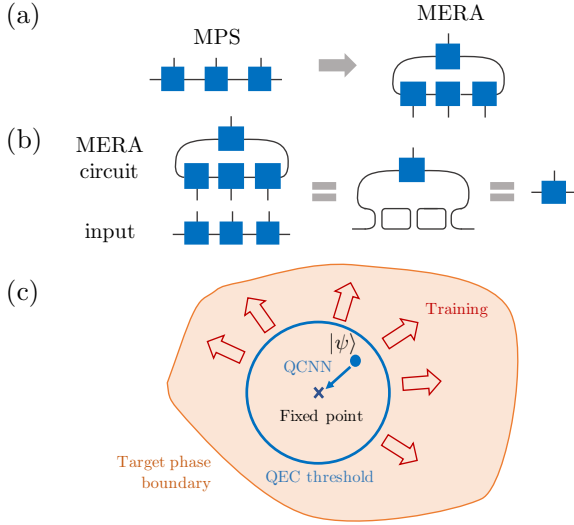 (a)
MPS
MERA
(b)
MERA
circuit
input
(c)
Training
|ψ⟩
QCNN
Fixed point
Target phase
boundary
QEC threshold